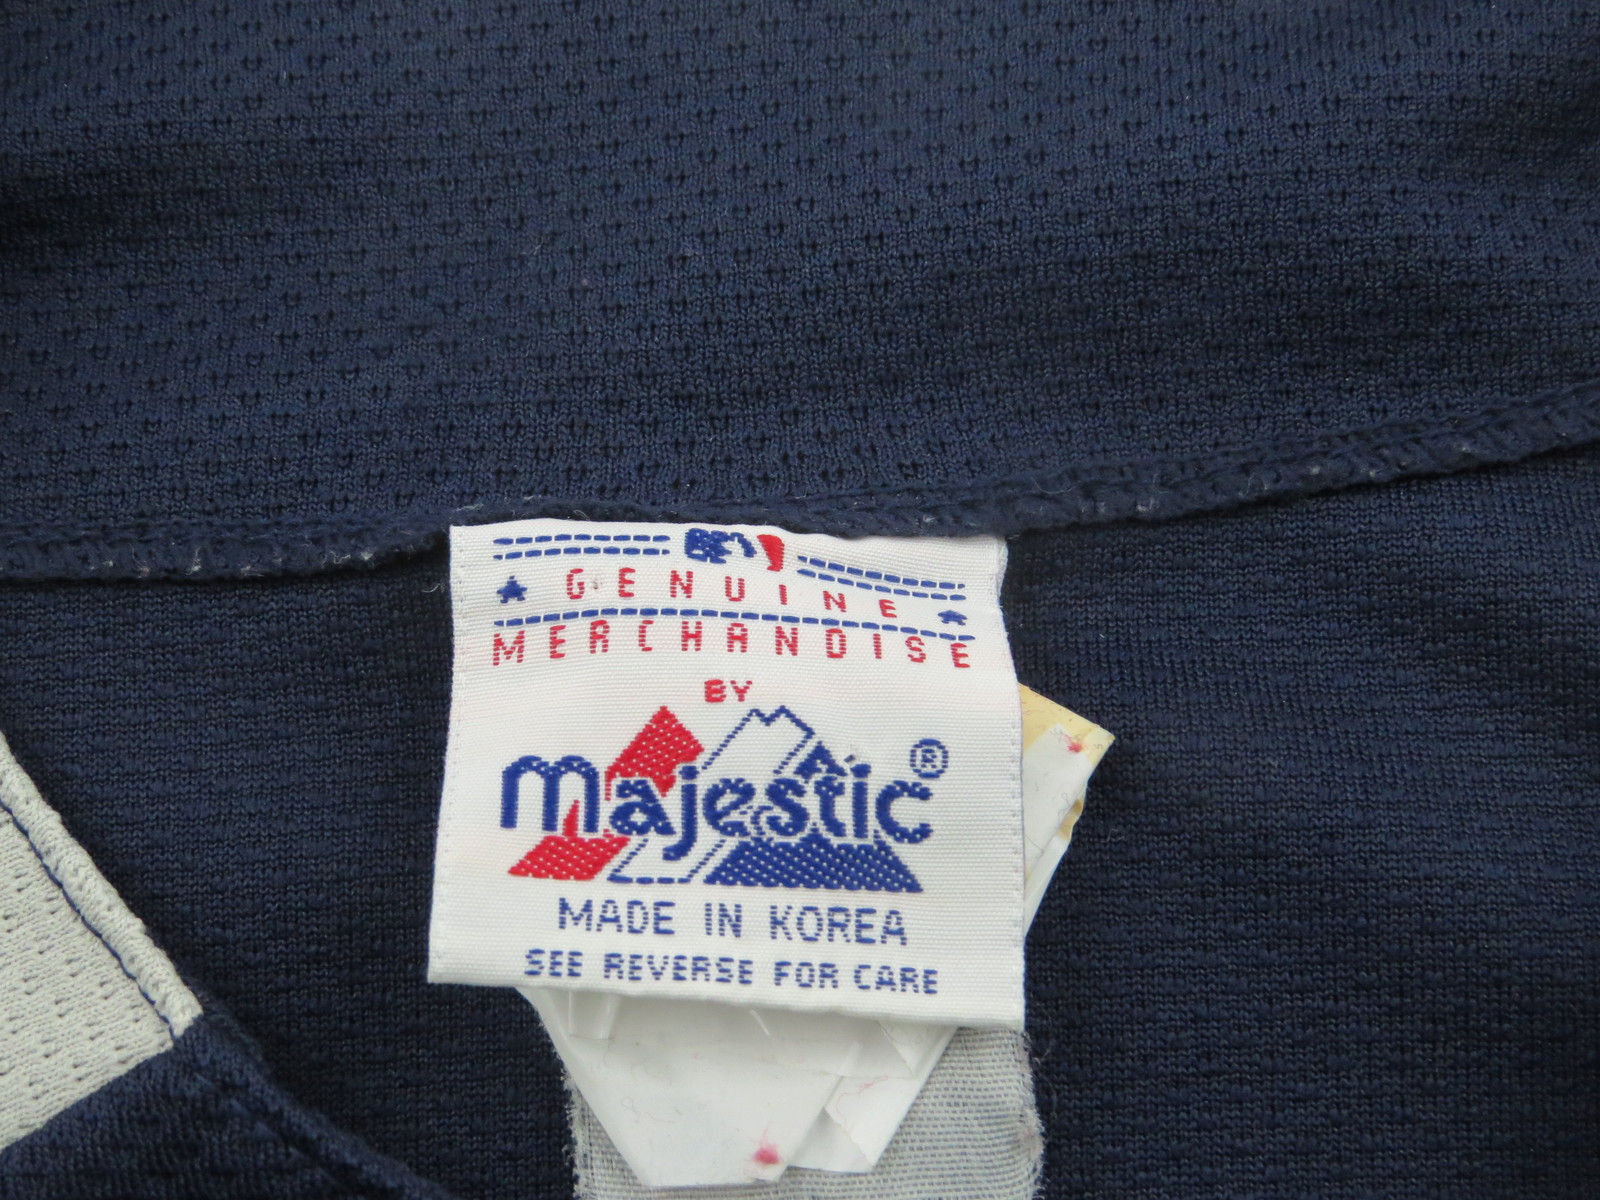 GENUINE
MERCHANDISE
BY
majestic®
MADE IN KOREA
SEE REVERSE FOR CARE